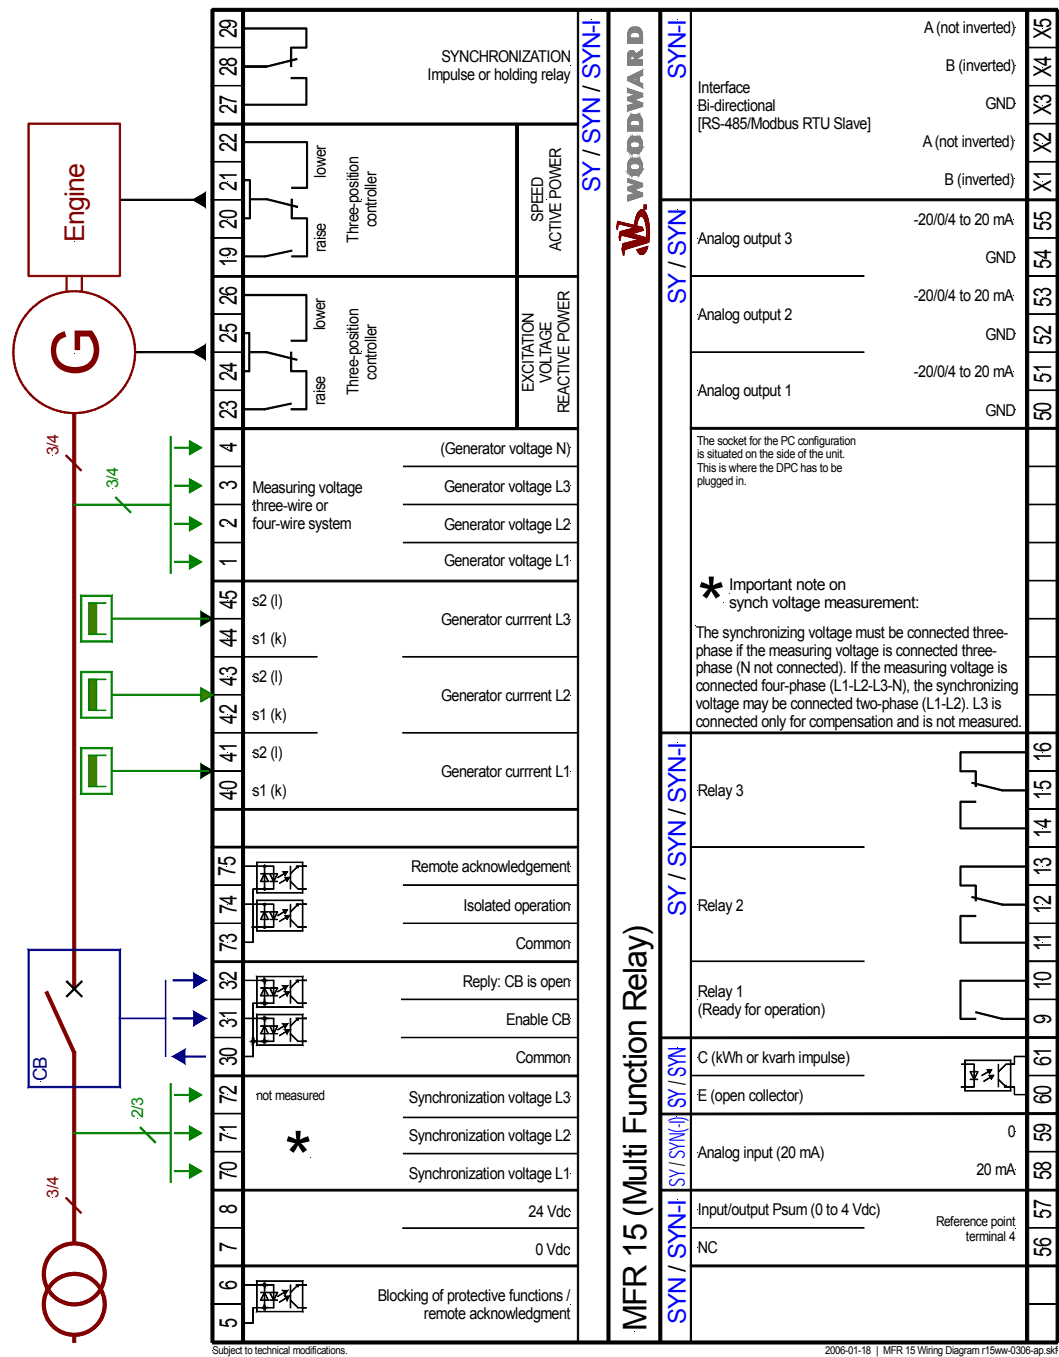 Engine
G
3/4
3/4
CB
2/3
3/4
29
28
27
SYNCHRONIZATION
Impulse or holding relay
22
21
20
19
lower
raise
Three-position
controller
SPEED
ACTIVE POWER
26
25
24
23
lower
raise
Three-position
controller
EXCITATION
VOLTAGE
REACTIVE POWER
4
(Generator voltage N)
3
Generator voltage L3
Measuring voltage
three-wire or
four-wire system
2
Generator voltage L2
1
Generator voltage L1
45
s2 (l)
Generator currrent L3
44
s1 (k)
43
s2 (l)
Generator currrent L2
42
s1 (k)
41
s2 (l)
Generator currrent L1
40
s1 (k)
75
Remote acknowledgement
74
Isolated operation
73
Common
32
Reply: CB is open
31
Enable CB
30
Common
72
not measured
Synchronization voltage L3
71
*
Synchronization voltage L2
70
Synchronization voltage L1
8
24 Vdc
7
0 Vdc
6
5
Blocking of protective functions /
remote acknowledgment
SY / SYN / SYN-I
WOODWARD
MFR 15 (Multi Function Relay)
SYN-I
Interface
Bi-directional
[RS-485/Modbus RTU Slave]
A (not inverted)
X5
B (inverted)
X4
GND
X3
A (not inverted)
X2
B (inverted)
X1
SY / SYN
Analog output 3
-20/0/4 to 20 mA
55
GND
54
Analog output 2
-20/0/4 to 20 mA
53
GND
52
Analog output 1
-20/0/4 to 20 mA
51
GND
50
The socket for the PC configuration
is situated on the side of the unit.
This is where the DPC has to be
plugged in.
* Important note on
synch voltage measurement:
The synchronizing voltage must be connected three-
phase if the measuring voltage is connected three-
phase (N not connected). If the measuring voltage is
connected four-phase (L1-L2-L3-N), the synchronizing
voltage may be connected two-phase (L1-L2). L3 is
connected only for compensation and is not measured.
SY / SYN / SYN-I
Relay 3
16
15
14
Relay 2
13
12
11
Relay 1
(Ready for operation)
10
9
SY / SYN
C (kWh or kvarh impulse)
61
E (open collector)
60
SY / SYN(-I)
Analog input (20 mA)
0
59
20 mA
58
SYN / SYN-I
Input/output Psum (0 to 4 Vdc)
57
Reference point
terminal 4
NC
56
Subject to technical modifications.
2006-01-18 | MFR 15 Wiring Diagram r15ww-0306-ap.skf